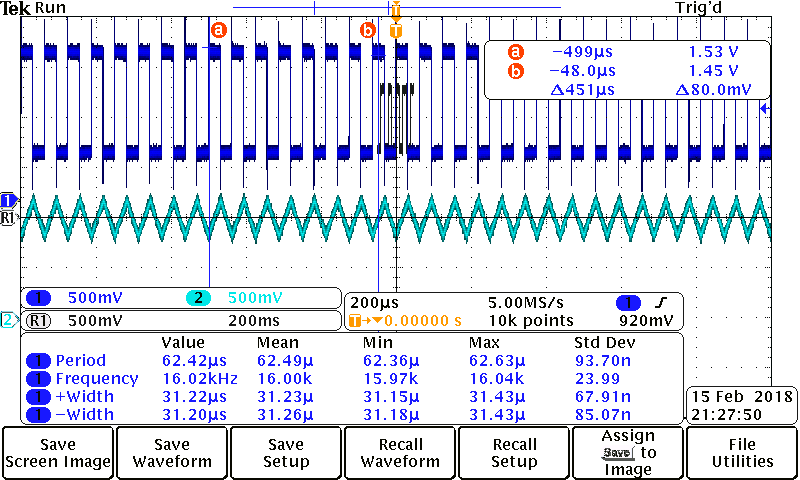 Tek Run Trig'd
a b T
T
a −499µs 1.53 V
b −48.0µs 1.45 V
Δ451µs Δ80.0mV
1
R1
2
1 500mV 2 500mV
R1 500mV 200ms
200µs 5.00MS/s 1
T→▼0.00000 s 10k points 920mV
Value Mean Min Max Std Dev
1 Period 62.42µs 62.49µ 62.36µ 62.63µ 93.70n
1 Frequency 16.02kHz 16.00k 15.97k 16.04k 23.99
1 +Width 31.22µs 31.23µ 31.15µ 31.43µ 67.91n
1 −Width 31.20µs 31.26µ 31.18µ 31.43µ 85.07n
15 Feb 2018
21:27:50
Save Screen Image
Save Waveform
Save Setup
Recall Waveform
Recall Setup
Assign Save to Image
File Utilities